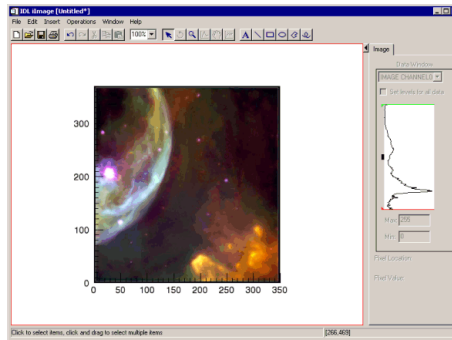 IDL iImage [Untitled*]
File Edit Insert Operations Window Help
100%
A
Image
Data Window
IMAGE CHANNELS
Set levels for all data
Max: 255
Min: 0
Pixel Location:
Pixel Value:
300
200
100
0
0 50 100 150 200 250 300 350
Click to select items, click and drag to select multiple items
[266,469]